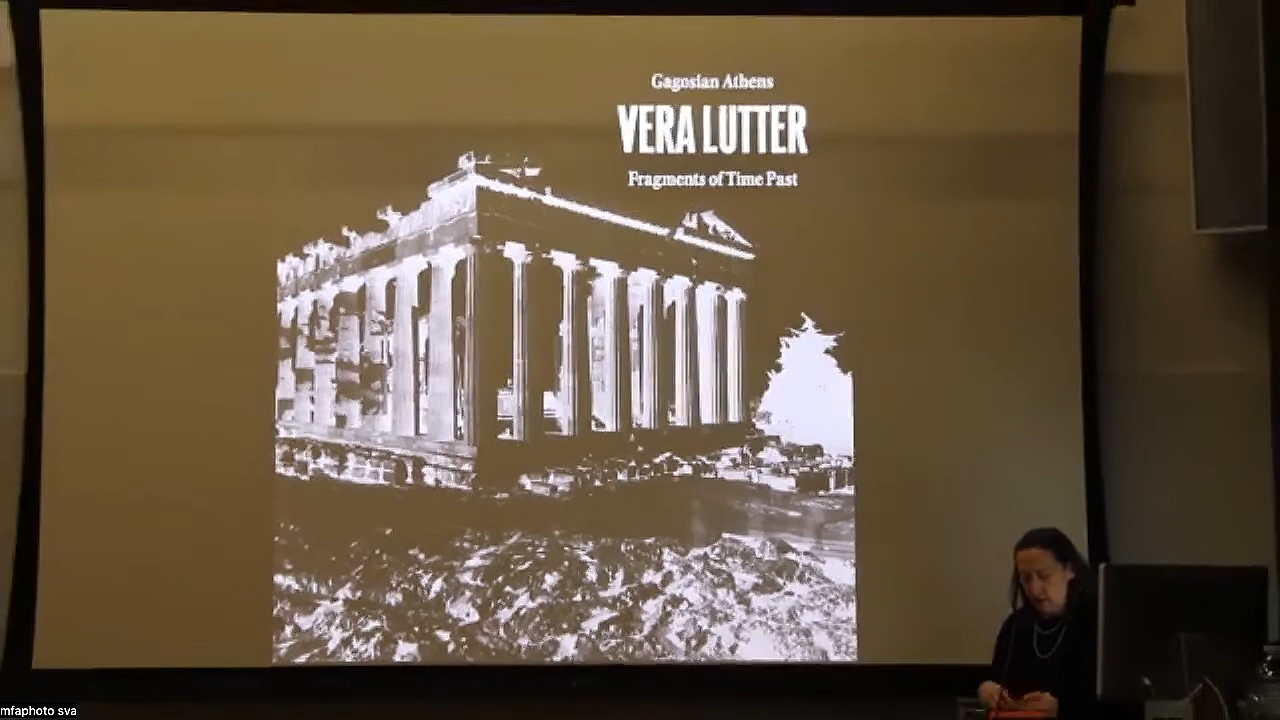 Gagosian Athens
VERA LUTTER
Fragments of Time Past
mfaphoto sva